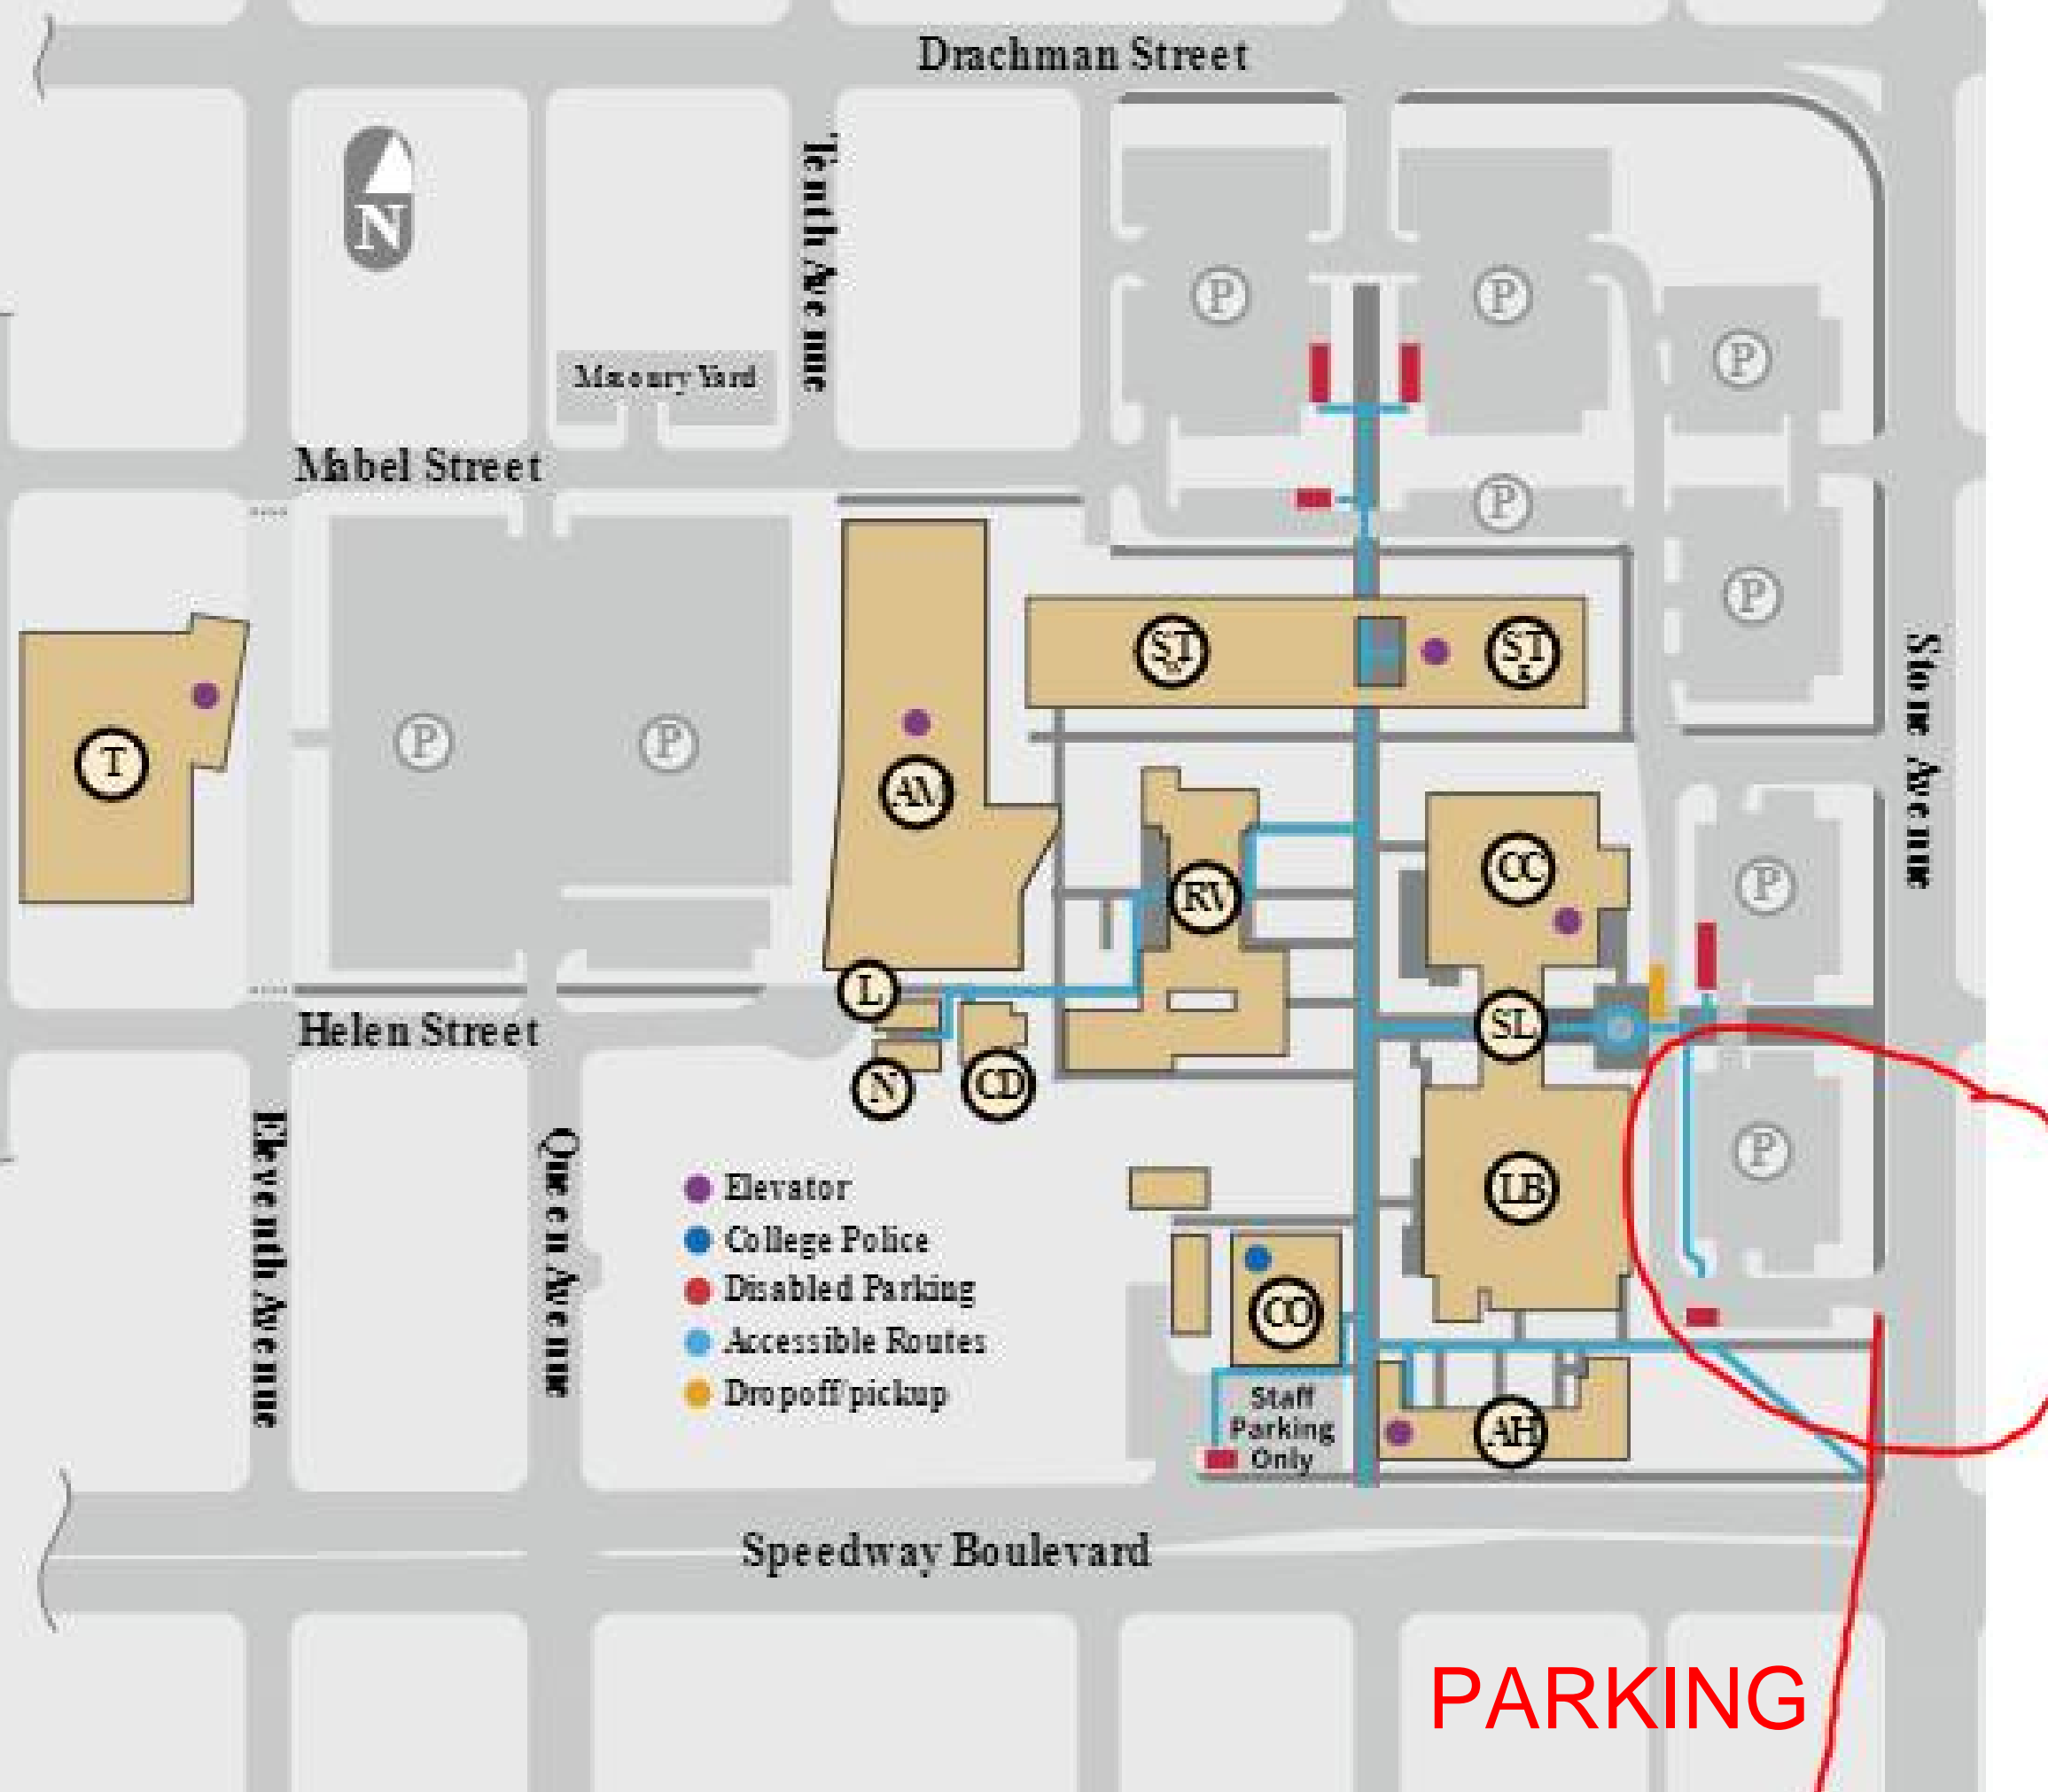 Drachman Street
Tenth Avenue
N
P
P
P
Masonry Yard
Mabel Street
P
P
ST
W
ST
E
Stone Avenue
T
P
P
AM
CC
RV
P
L
SL
Helen Street
N
CD
P
LB
Eleventh Avenue
Queen Avenue
Elevator
College Police
Disabled Parking
Accessible Routes
Dropoff/pickup
CO
Staff
Parking
Only
AH
Speedway Boulevard
PARKING